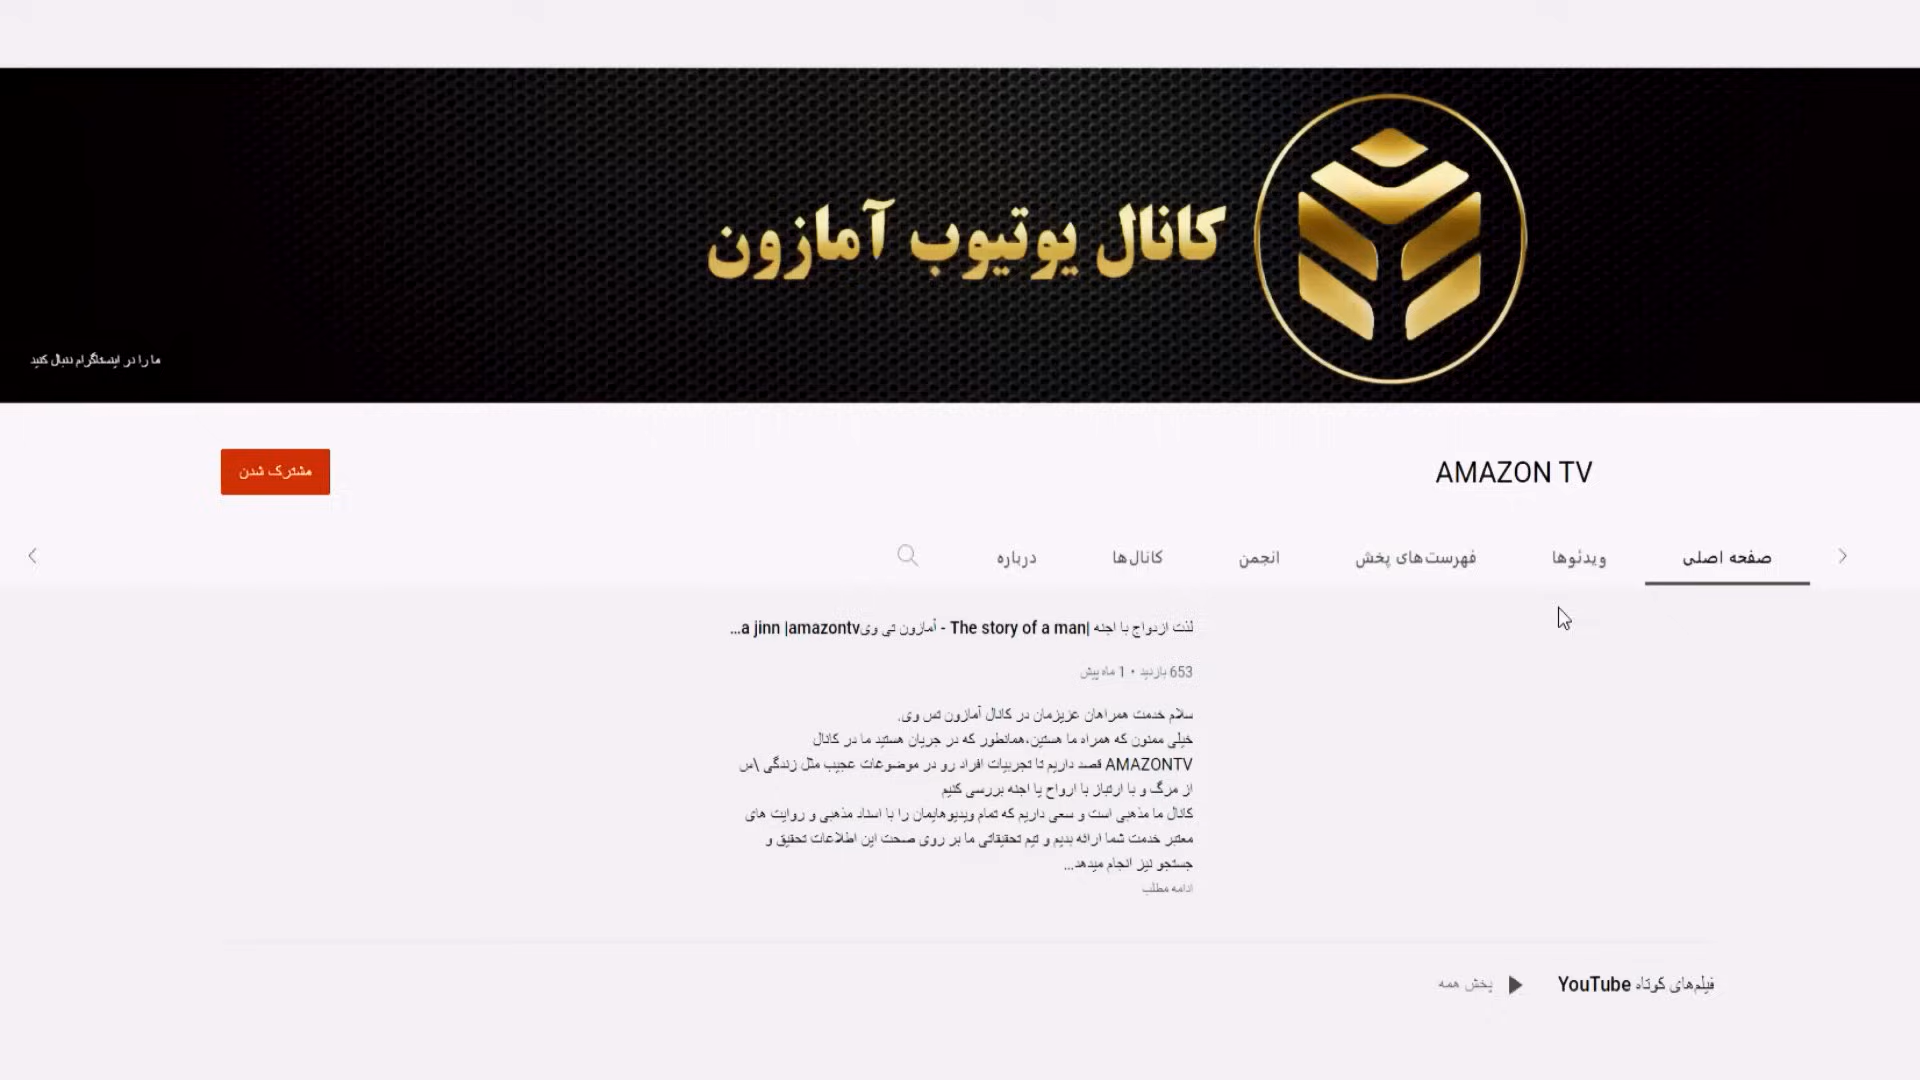 کانال یوتیوب آمازون
ما را در اینستاگرام دنبال کنید
AMAZON TV
مشترک شدن
صفحه اصلی
ویدئوها
فهرست‌های پخش
انجمن
کانال‌ها
درباره
لذت ازدواج با اجنه |The story of a man - آمازون تی ویa jinn |amazontv...
653 بازدید • 1 ماه پیش
سلام خدمت همراهان عزیزمان در کانال آمازون تس وی.
خیلی ممنون که همراه ما هستین،همانطور که در جریان هستید ما در کانال
AMAZONTV قصد داریم تا تجربیات افراد رو در موضوعات عجیب مثل زندگی \س
از مرگ و با ارتباز با ارواح یا اجنه بررسی کنیم
کانال ما مذهبی است و سعی داریم که تمام ویدیوهایمان را با اسناد مذهبی و روایت های
معتبر خدمت شما ارائه بدیم و تیم تحقیقاتی ما بر روی صحت این اطلاعات تحقیق و
جستجو نیز انجام میدهد...
ادامه مطلب
فیلم‌های کوتاه YouTube
پخش همه